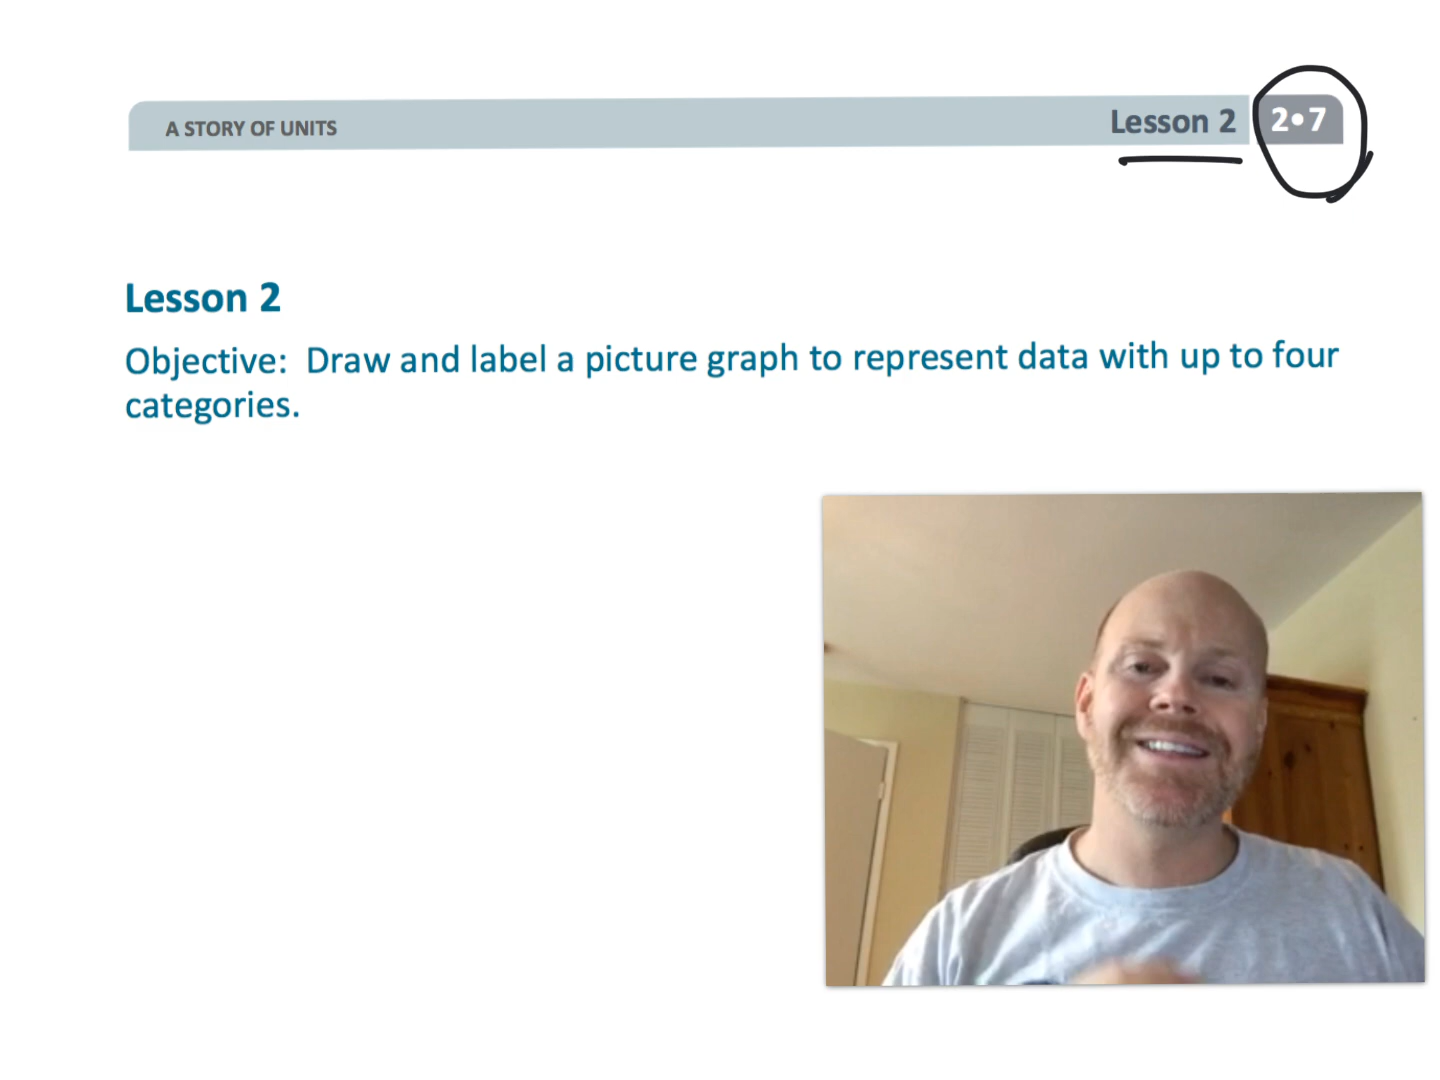 A STORY OF UNITS
Lesson 2
2•7
Lesson 2
Objective: Draw and label a picture graph to represent data with up to four
categories.